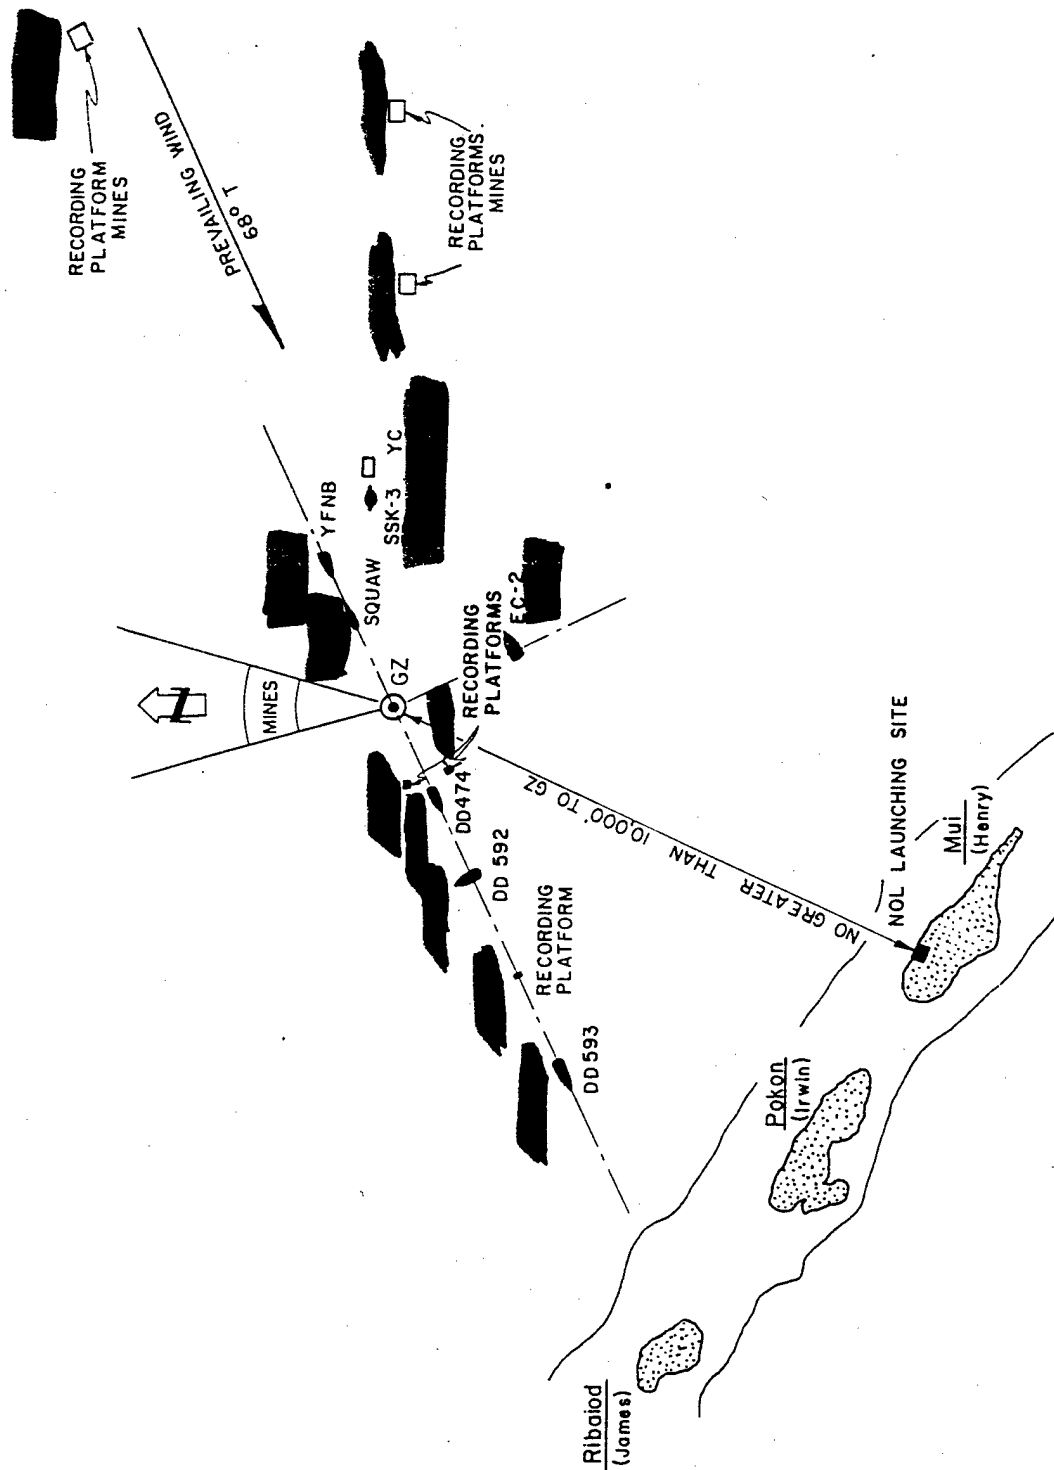 RECORDING
PLATFORM
MINES
PREVAILING WIND
68° T
RECORDING
PLATFORMS
MINES
YFNB
SQUAW
SSK-3
YC
N
MINES
GZ
RECORDING
PLATFORMS
EC-2
DD474
DD 592
RECORDING
PLATFORM
DD593
NO GREATER THAN 10,000' TO GZ
NOL LAUNCHING SITE
Mui
(Henry)
Pokon
(Irwin)
Ribaiod
(James)